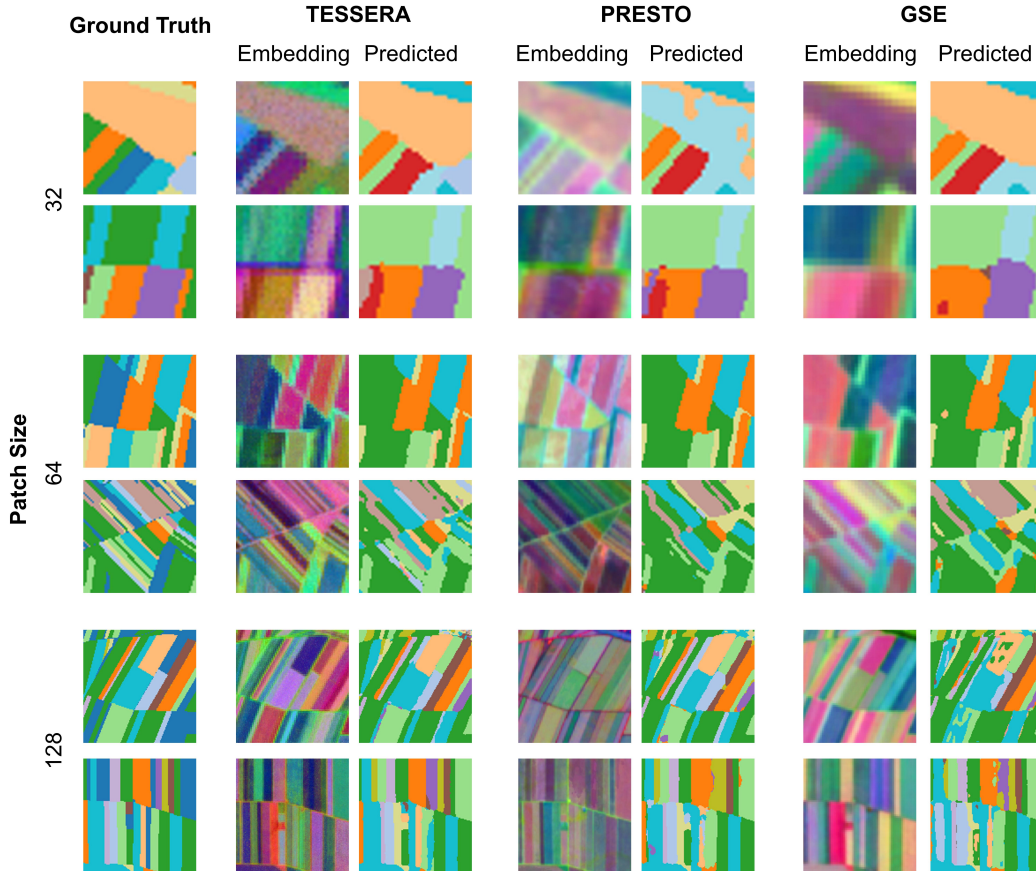 Ground Truth
TESSERA
PRESTO
GSE
Embedding Predicted
Embedding Predicted
Embedding Predicted
Patch Size
32
64
128